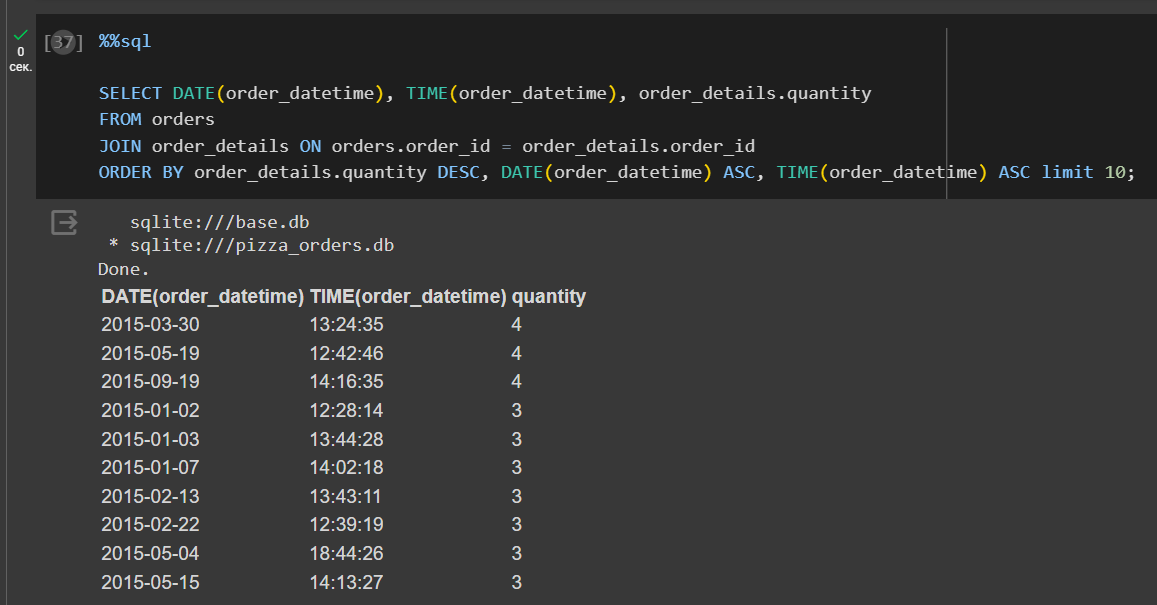 [37] %%sql
0
сек.
SELECT DATE(order_datetime), TIME(order_datetime), order_details.quantity
FROM orders
JOIN order_details ON orders.order_id = order_details.order_id
ORDER BY order_details.quantity DESC, DATE(order_datetime) ASC, TIME(order_datetime) ASC limit 10;
sqlite:///base.db
* sqlite:///pizza_orders.db
Done.
DATE(order_datetime) TIME(order_datetime) quantity
2015-03-30 13:24:35 4
2015-05-19 12:42:46 4
2015-09-19 14:16:35 4
2015-01-02 12:28:14 3
2015-01-03 13:44:28 3
2015-01-07 14:02:18 3
2015-02-13 13:43:11 3
2015-02-22 12:39:19 3
2015-05-04 18:44:26 3
2015-05-15 14:13:27 3